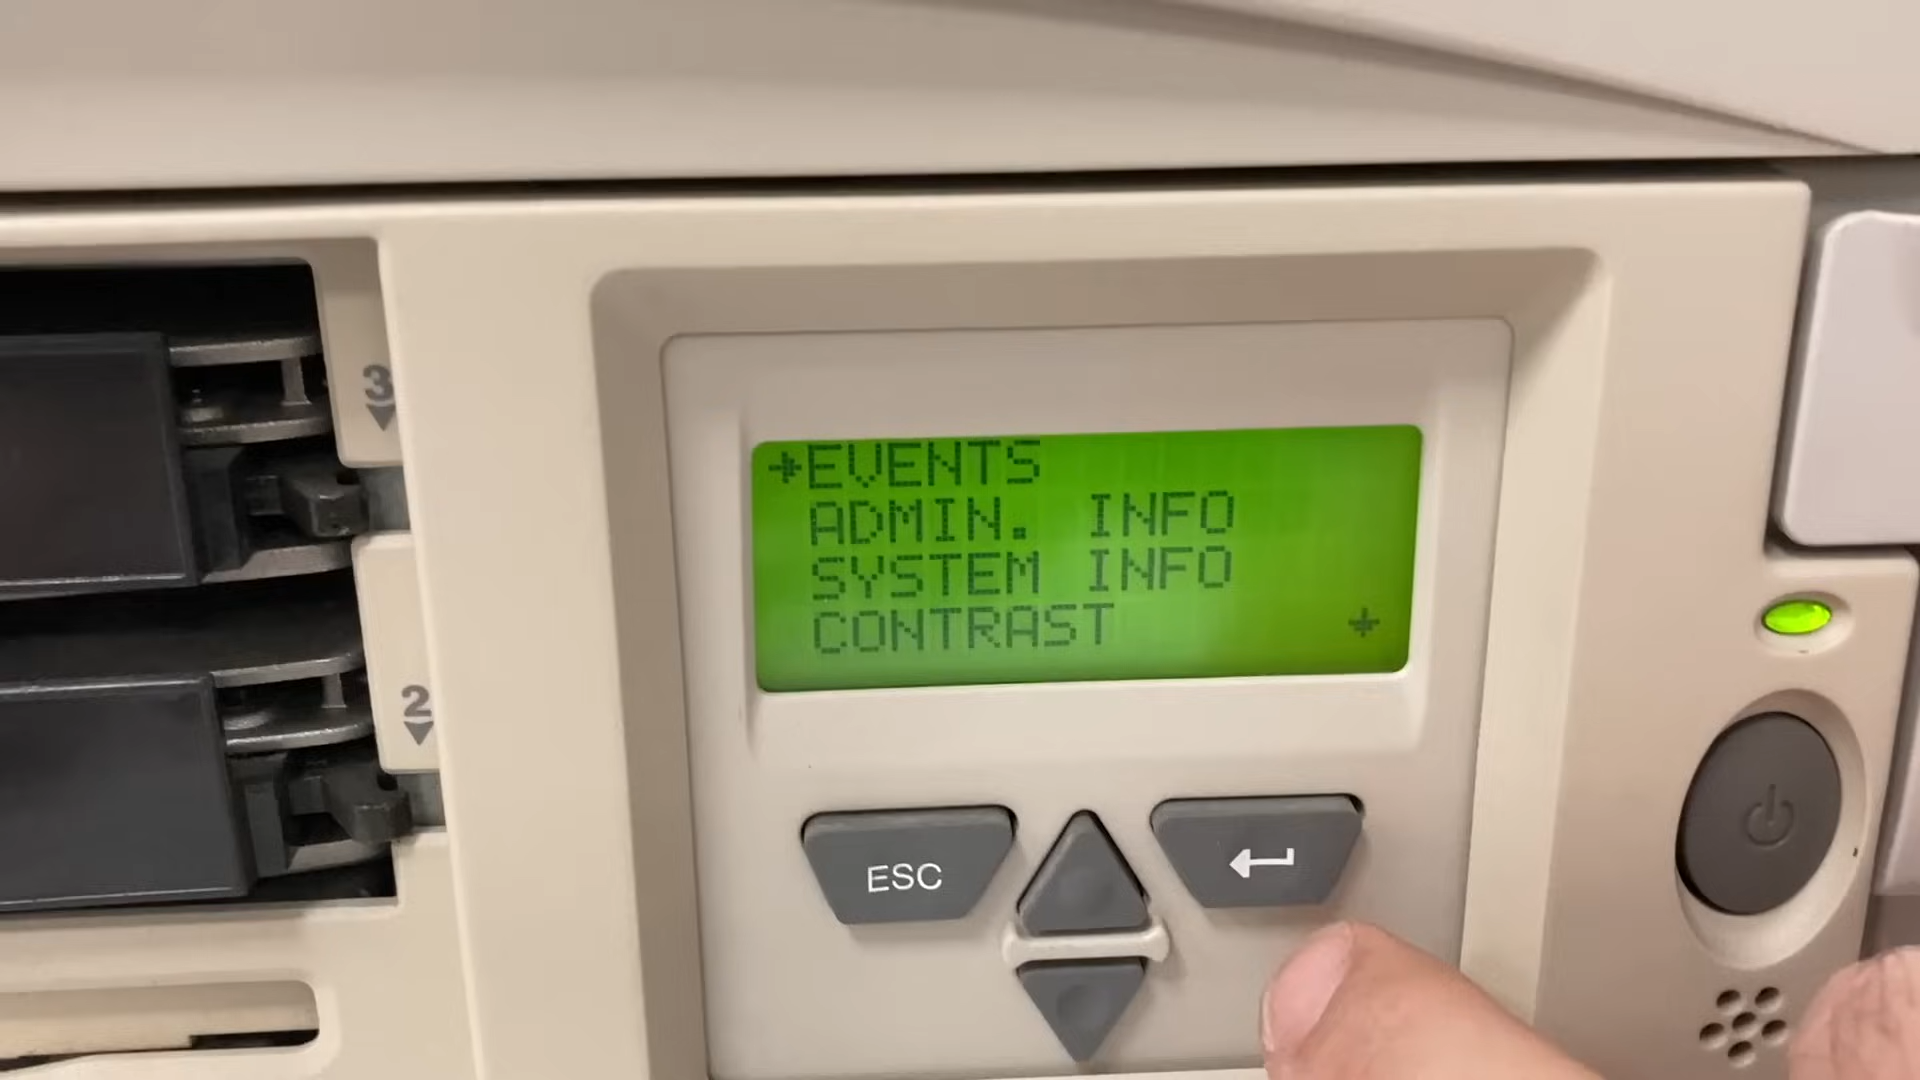 3
EVENTS
ADMIN. INFO
SYSTEM INFO
CONTRAST
2
ESC